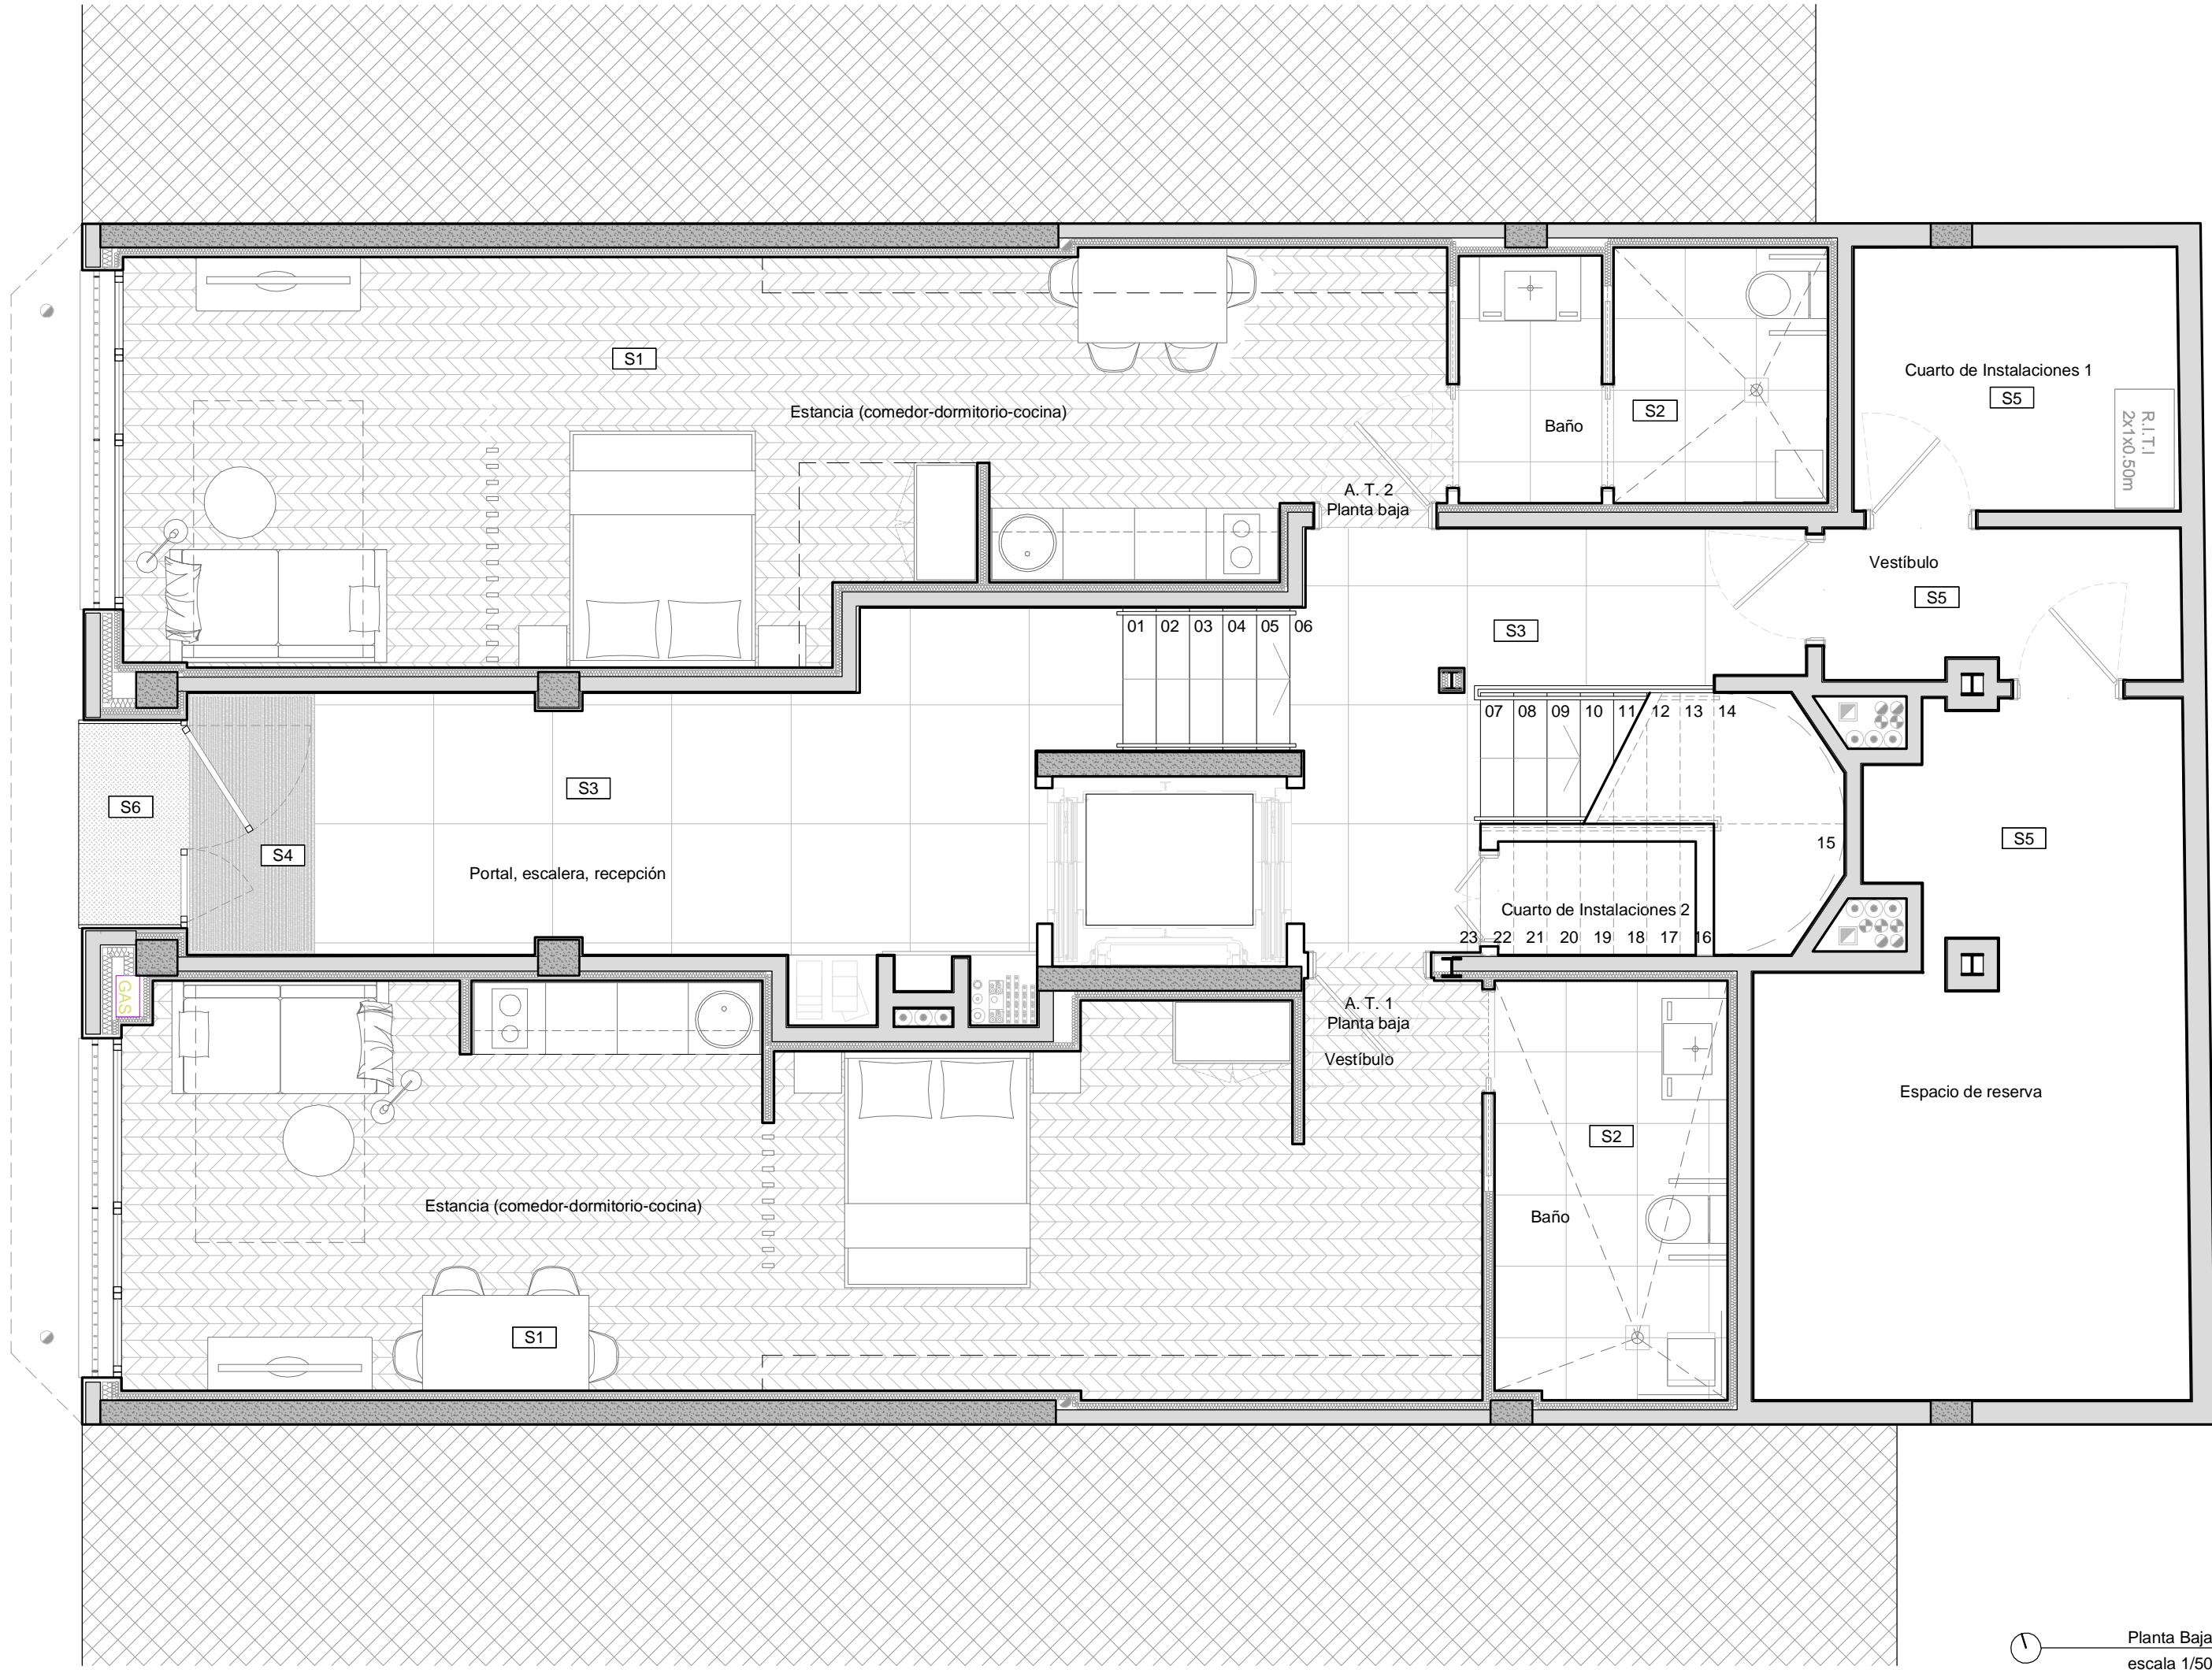 S1
Estancia (comedor-dormitorio-cocina)
A. T. 2
Planta baja
Baño
S2
Cuarto de Instalaciones 1
S5
R.I.T.I
2x1x0.50m
Vestíbulo
S5
01 02 03 04 05 06
S3
07 08 09 10 11 12 13 14
S6
S4
S3
Portal, escalera, recepción
15
S5
Cuarto de Instalaciones 2
23 22 21 20 19 18 17 16
GAS
A. T. 1
Planta baja
Vestíbulo
Espacio de reserva
S2
Estancia (comedor-dormitorio-cocina)
Baño
S1
Planta Baja
escala 1/50